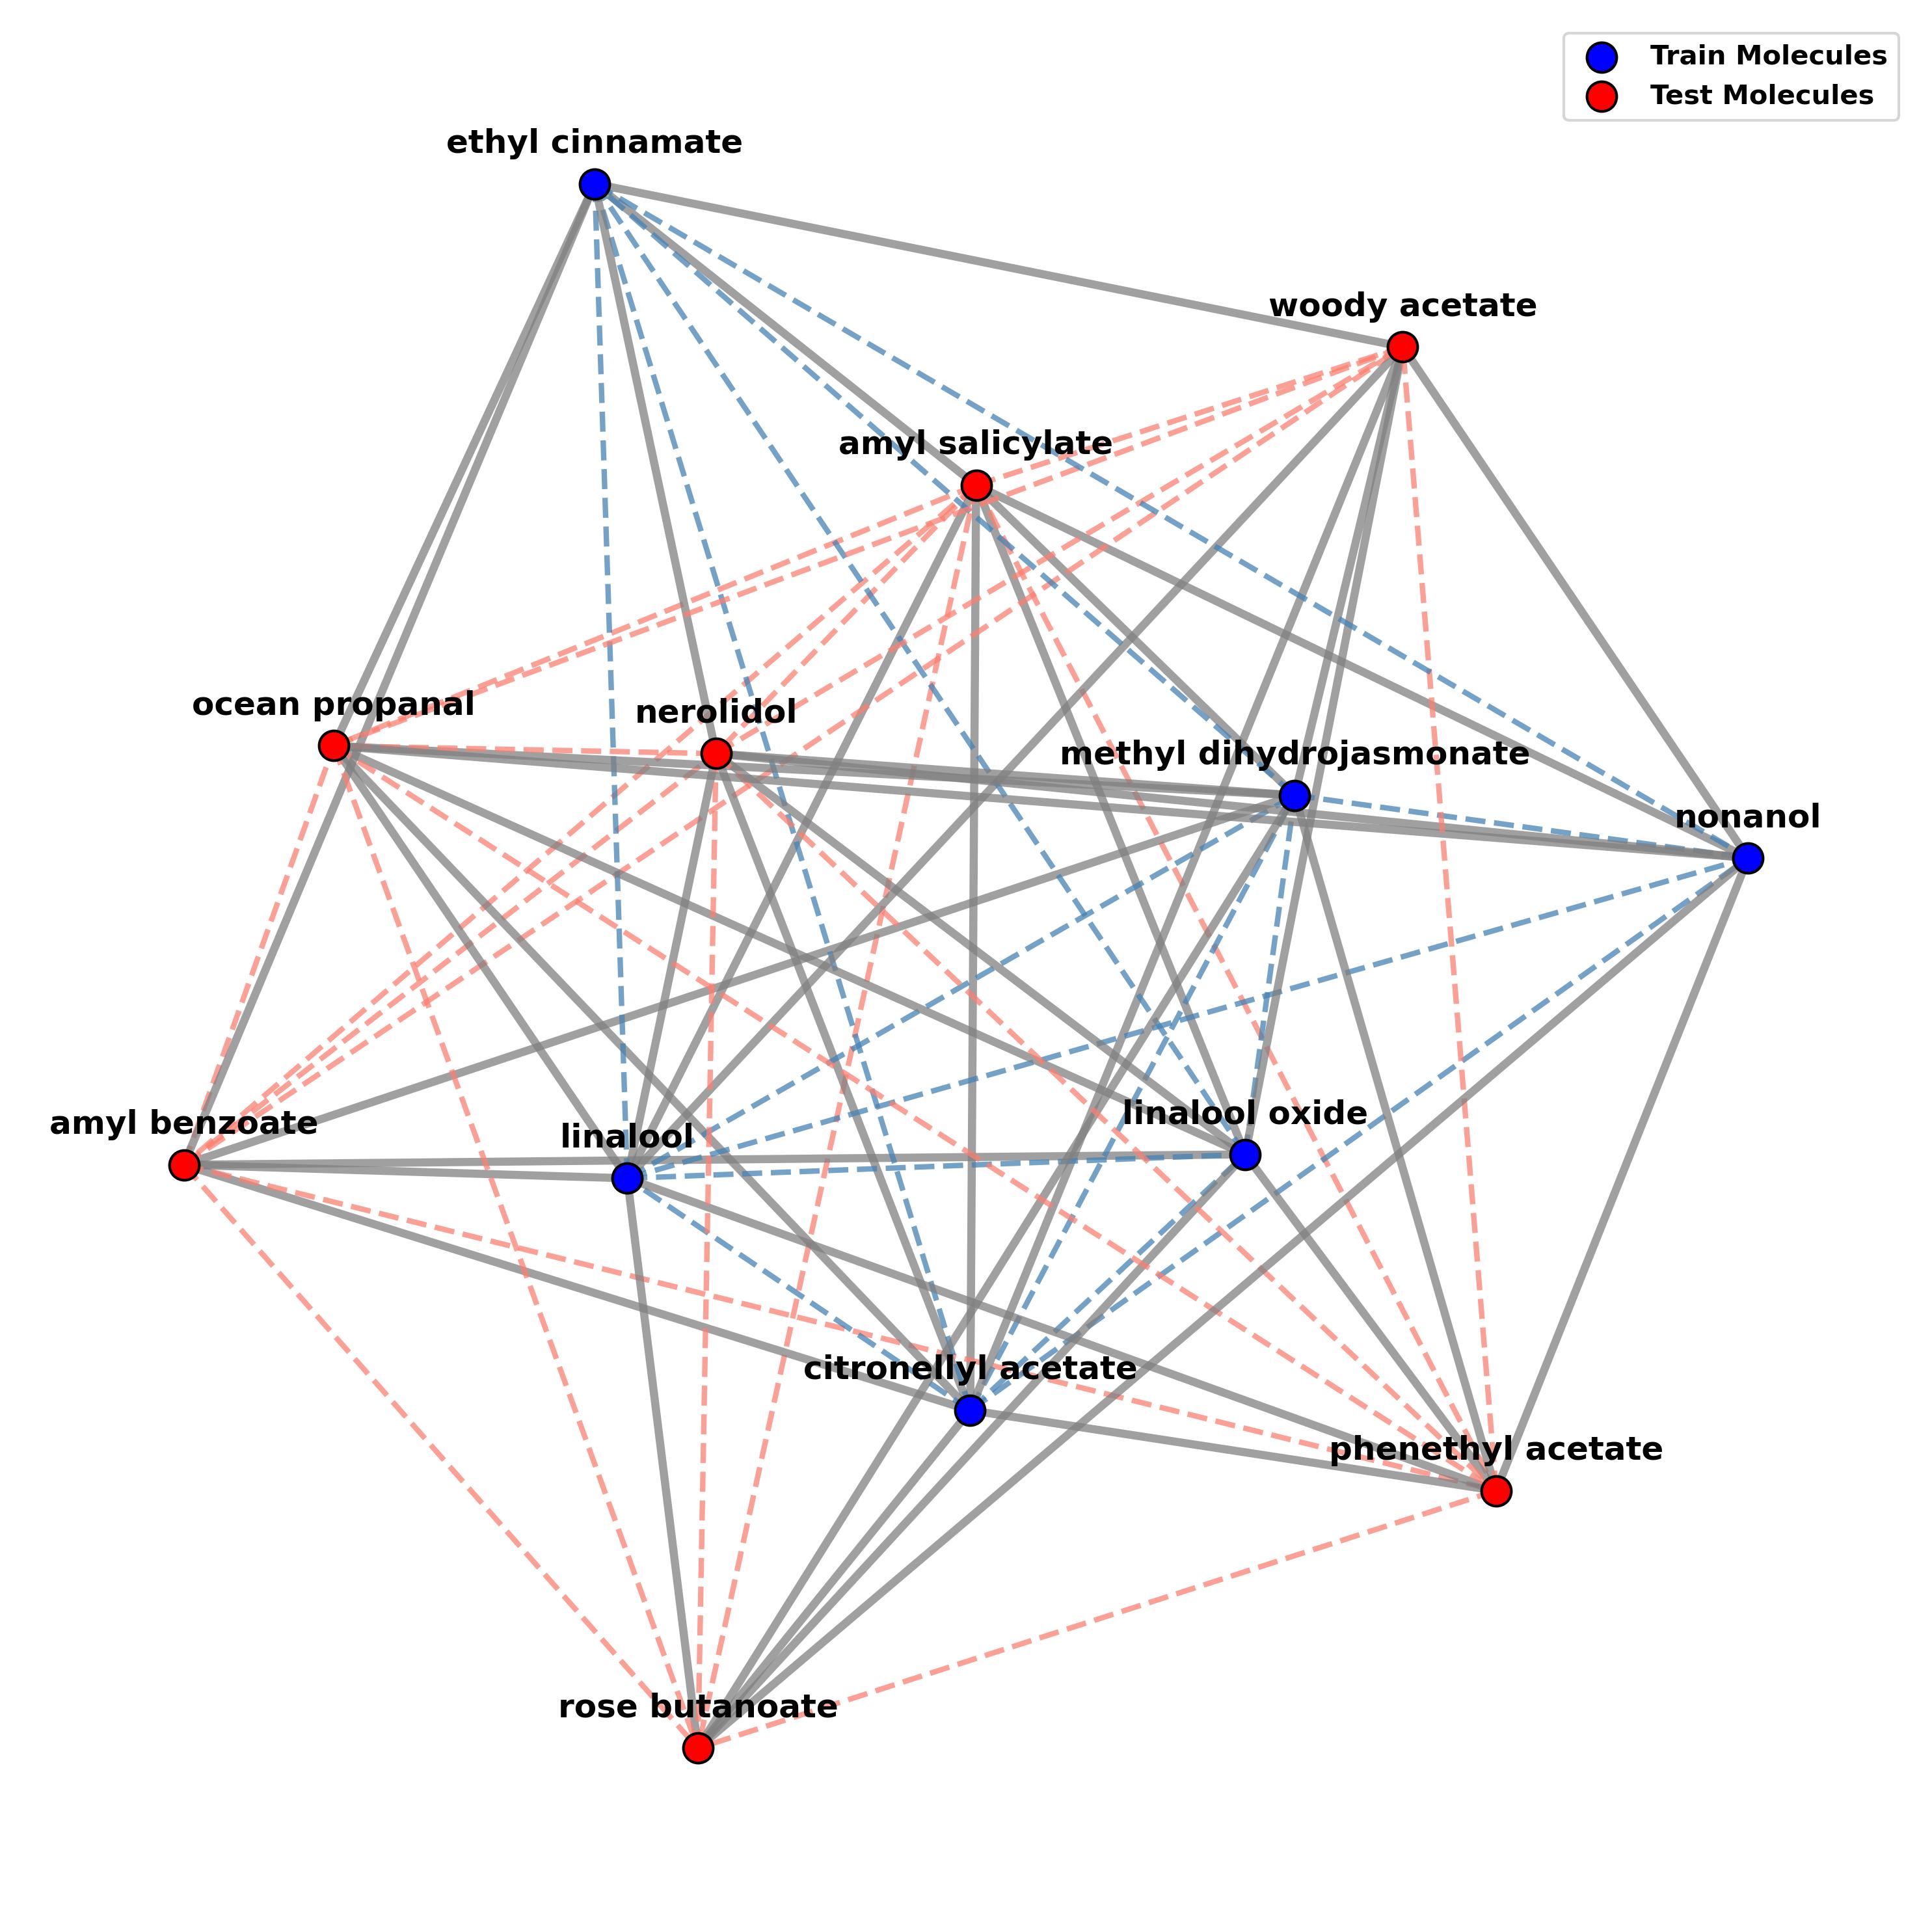 Train Molecules
Test Molecules
ethyl cinnamate
woody acetate
amyl salicylate
ocean propanal
nerolidol
methyl dihydrojasmonate
nonanol
amyl benzoate
linalool
linalool oxide
citronellyl acetate
phenethyl acetate
rose butanoate